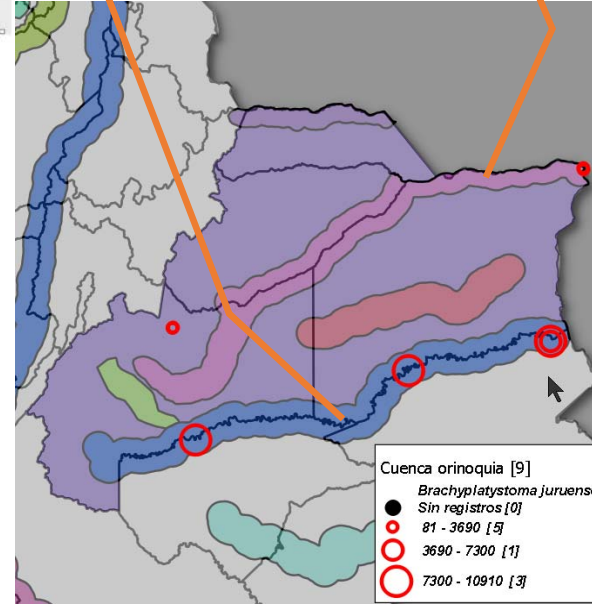 Cuenca orinoquia [9]
Brachyplatystoma juruense
Sin registros [0]
81 - 3690 [5]
3690 - 7300 [1]
7300 - 10910 [3]